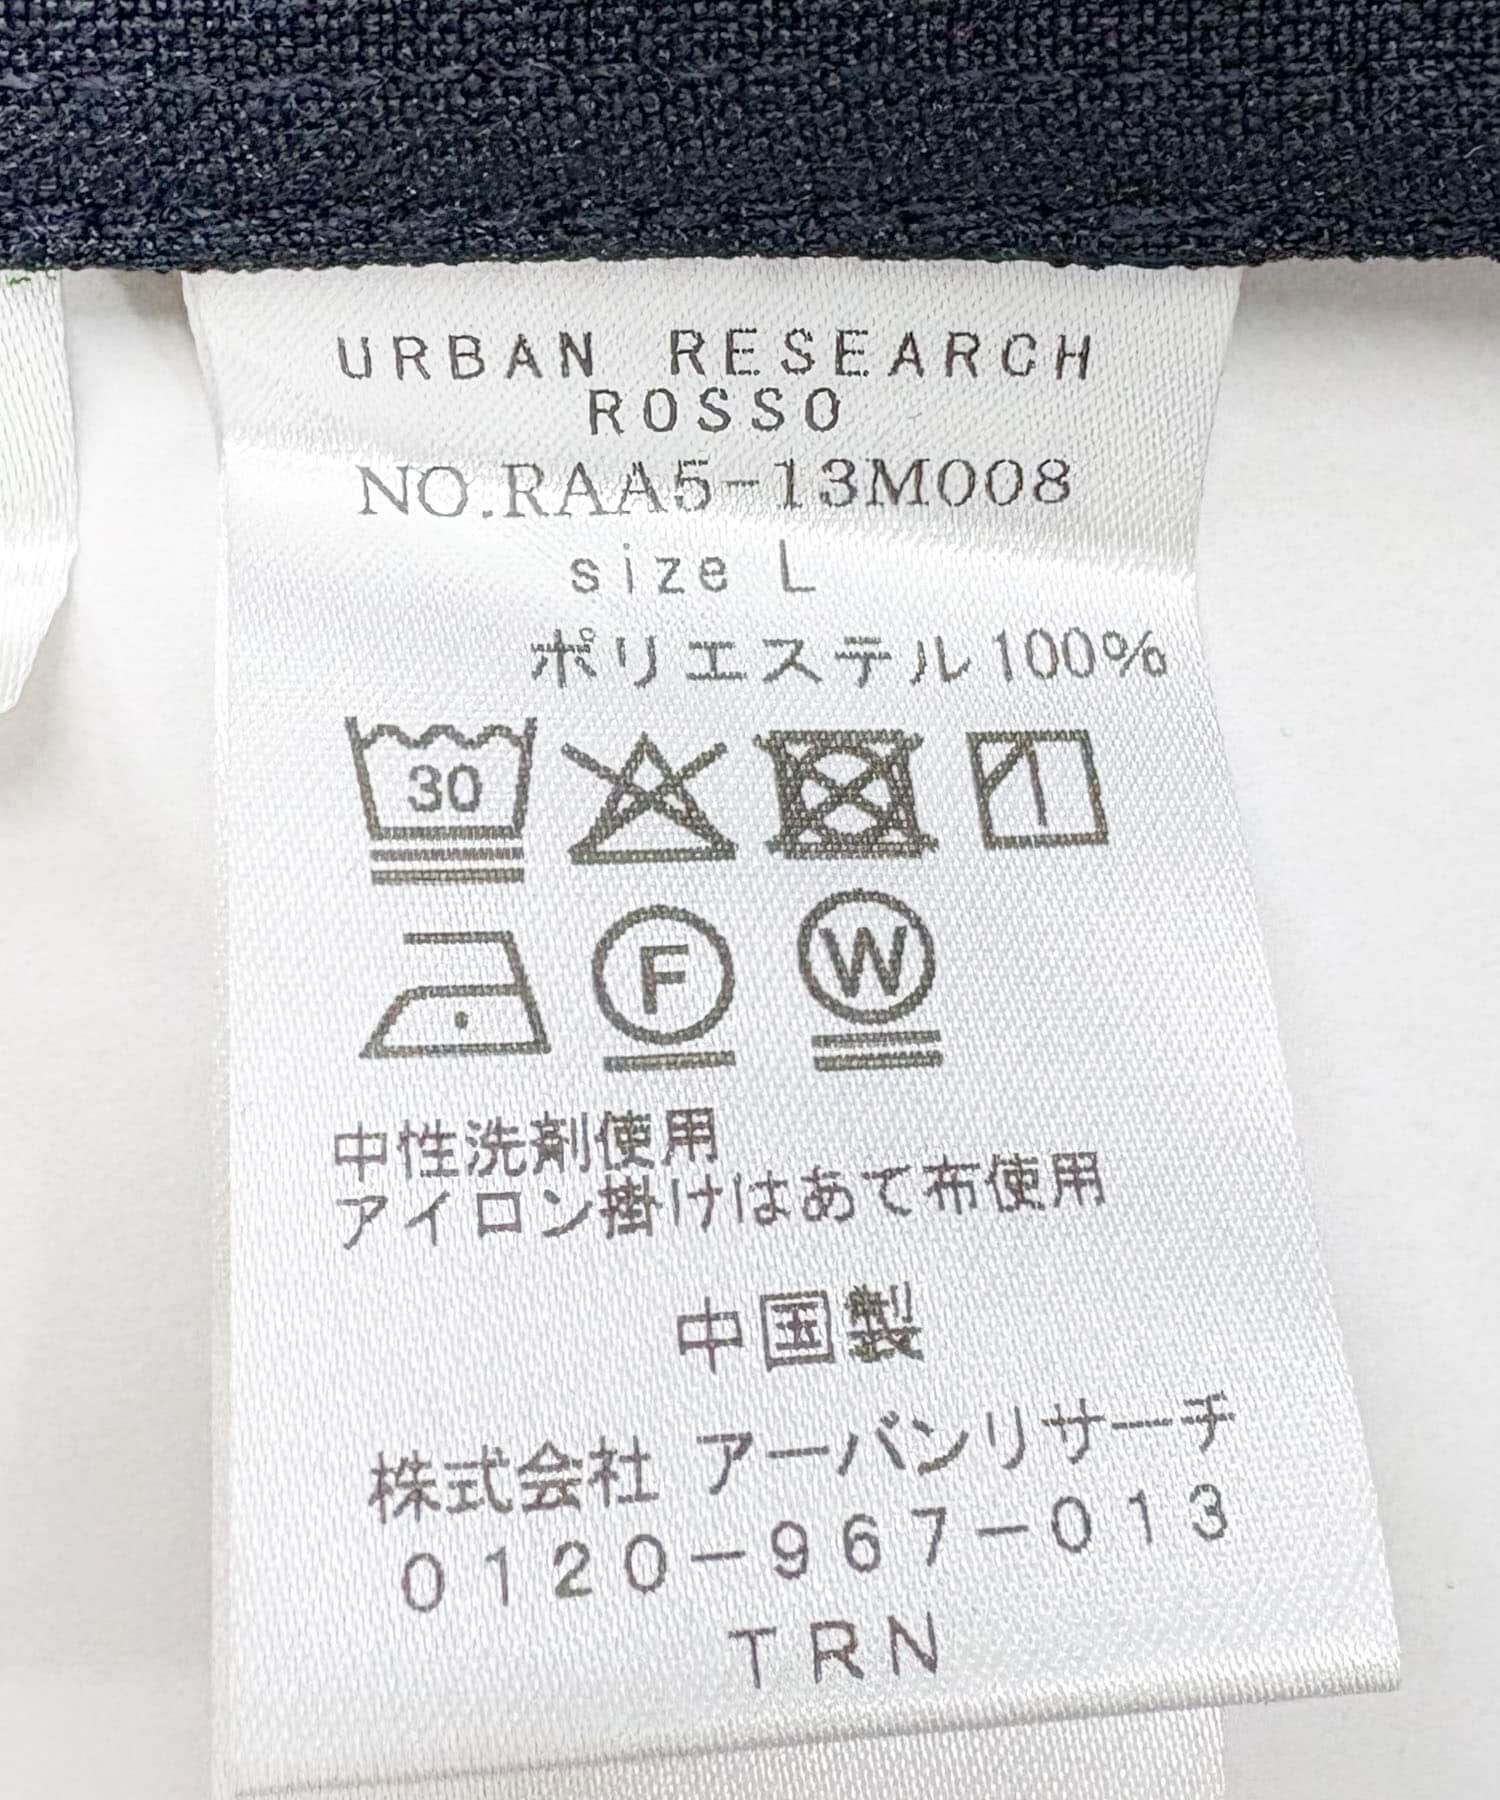 URBAN RESEARCH
ROSSO
NO.RAA5-13M008
size L
ポリエステル100%
30
F
W
中性洗剤使用
アイロン掛けはあて布使用
中国製
株式会社 アーバンリサーチ
0120-967-013
TRN